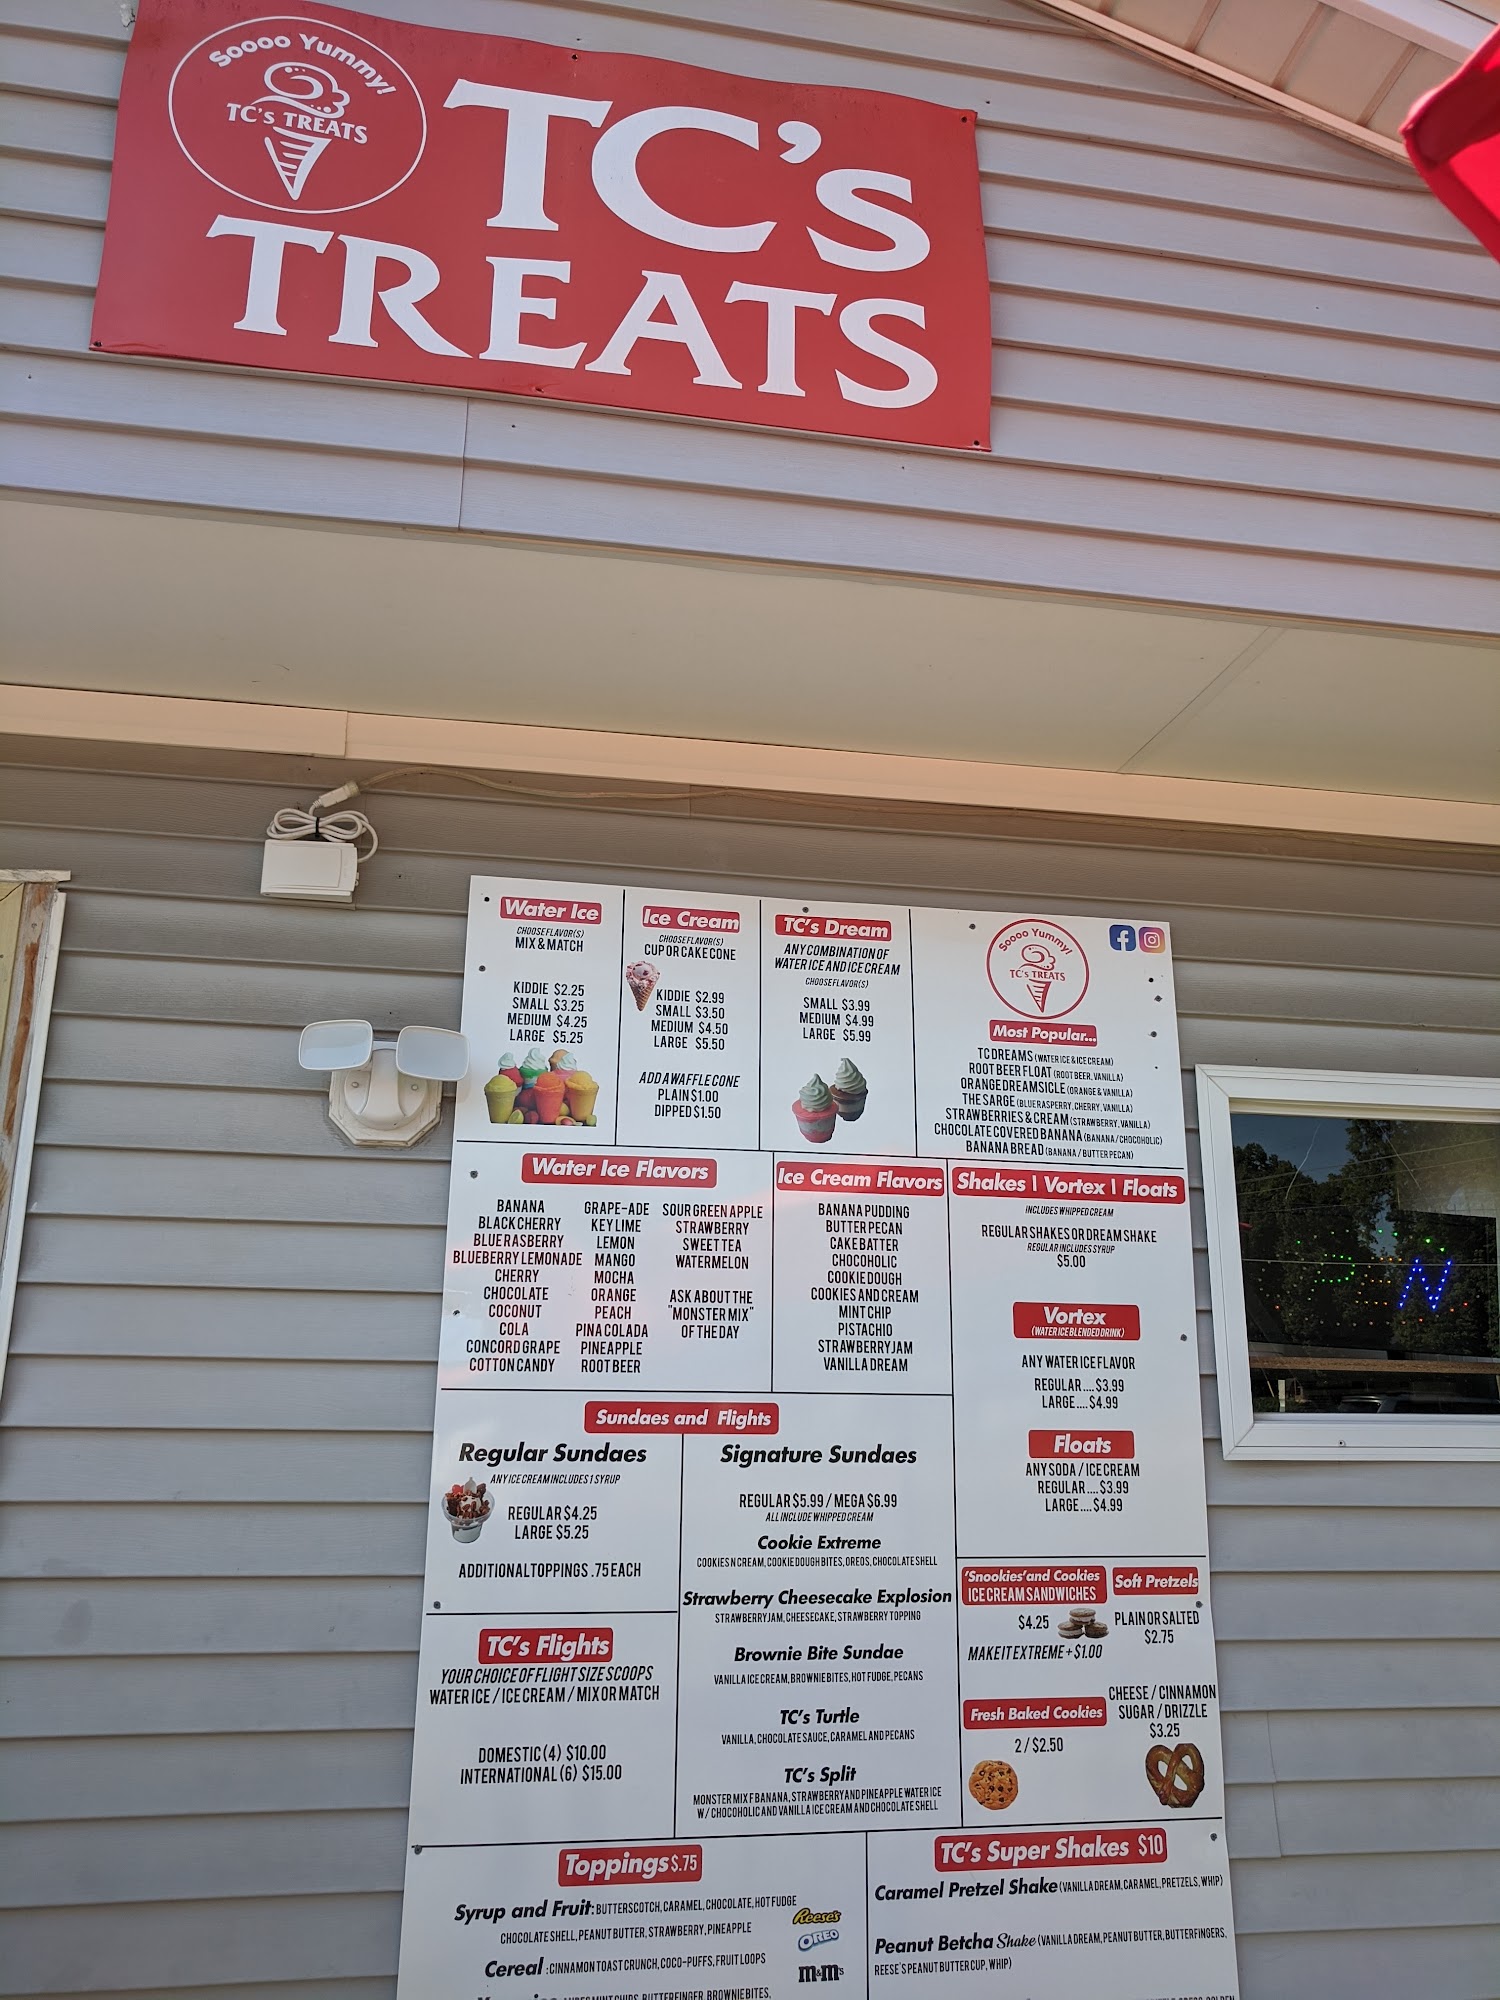 Soooo Yummy!
TC's TREATS
TC's
TREATS
Water Ice
CHOOSE FLAVOR(S)
MIX & MATCH
KIDDIE $2.25
SMALL $3.25
MEDIUM $4.25
LARGE $5.25
Ice Cream
CHOOSE FLAVOR(S)
CUP OR CAKE CONE
KIDDIE $2.99
SMALL $3.50
MEDIUM $4.50
LARGE $5.50
ADD A WAFFLE CONE
PLAIN $1.00
DIPPED $1.50
TC's Dream
ANY COMBINATION OF
WATER ICE AND ICE CREAM
CHOOSE FLAVOR(S)
SMALL $3.99
MEDIUM $4.99
LARGE $5.99
Soooo Yummy!
TC's TREATS
Most Popular...
TC DREAMS (WATER ICE & ICE CREAM)
ROOT BEER FLOAT (ROOT BEER, VANILLA)
ORANGE DREAMSICLE (ORANGE & VANILLA)
THE SARGE (BLUE RASPERRY, CHERRY, VANILLA)
STRAWBERRIES & CREAM (STRAWBERRY, VANILLA)
CHOCOLATE COVERED BANANA (BANANA/CHOCOHOLIC)
BANANA BREAD (BANANA / BUTTER PECAN)
Water Ice Flavors
BANANA
BLACK CHERRY
BLUE RASBERRY
BLUEBERRY LEMONADE
CHERRY
CHOCOLATE
COCONUT
COLA
CONCORD GRAPE
COTTON CANDY
GRAPE-ADE
KEY LIME
LEMON
MANGO
MOCHA
ORANGE
PEACH
PINA COLADA
PINEAPPLE
ROOT BEER
SOUR GREEN APPLE
STRAWBERRY
SWEET TEA
WATERMELON
ASK ABOUT THE
"MONSTER MIX"
OF THE DAY
Ice Cream Flavors
BANANA PUDDING
BUTTER PECAN
CAKE BATTER
CHOCOHOLIC
COOKIE DOUGH
COOKIES AND CREAM
MINT CHIP
PISTACHIO
STRAWBERRY JAM
VANILLA DREAM
Shakes | Vortex | Floats
INCLUDES WHIPPED CREAM
REGULAR SHAKES OR DREAM SHAKE
REGULAR INCLUDES SYRUP
$5.00
Vortex
(WATER ICE BLENDED DRINK)
ANY WATER ICE FLAVOR
REGULAR .... $3.99
LARGE .... $4.99
Floats
ANY SODA / ICE CREAM
REGULAR .... $3.99
LARGE .... $4.99
Sundaes and Flights
Regular Sundaes
ANY ICE CREAM INCLUDES 1 SYRUP
REGULAR $4.25
LARGE $5.25
ADDITIONAL TOPPINGS .75 EACH
TC's Flights
YOUR CHOICE OF FLIGHT SIZE SCOOPS
WATER ICE / ICE CREAM / MIX OR MATCH
DOMESTIC (4) $10.00
INTERNATIONAL (6) $15.00
Signature Sundaes
REGULAR $5.99 / MEGA $6.99
ALL INCLUDE WHIPPED CREAM
Cookie Extreme
COOKIES N CREAM, COOKIE DOUGH BITES, OREOS, CHOCOLATE SHELL
Strawberry Cheesecake Explosion
STRAWBERRY JAM, CHEESECAKE, STRAWBERRY TOPPING
Brownie Bite Sundae
VANILLA ICE CREAM, BROWNIE BITES, HOT FUDGE, PECANS
TC's Turtle
VANILLA, CHOCOLATE SAUCE, CARAMEL AND PECANS
TC's Split
MONSTER MIX F BANANA, STRAWBERRY AND PINEAPPLE WATER ICE
W/ CHOCOHOLIC AND VANILLA ICE CREAM AND CHOCOLATE SHELL
'Snookies' and Cookies
ICE CREAM SANDWICHES
$4.25
MAKE IT EXTREME + $1.00
Soft Pretzels
PLAIN OR SALTED
$2.75
CHEESE / CINNAMON
SUGAR / DRIZZLE
$3.25
Fresh Baked Cookies
2 / $2.50
Toppings $.75
Syrup and Fruit: BUTTERSCOTCH, CARAMEL, CHOCOLATE, HOT FUDGE
CHOCOLATE SHELL, PEANUT BUTTER, STRAWBERRY, PINEAPPLE
Cereal: CINNAMON TOAST CRUNCH, COCO-PUFFS, FRUIT LOOPS
MINT CHIPS, BUTTERFINGER, BROWNIE BITES,
Reese's
OREO
m&m's
TC's Super Shakes $10
Caramel Pretzel Shake (VANILLA DREAM, CARAMEL, PRETZELS, WHIP)
Peanut Betcha Shake (VANILLA DREAM, PEANUT BUTTER, BUTTERFINGERS,
REESE'S PEANUT BUTTER CUP, WHIP)